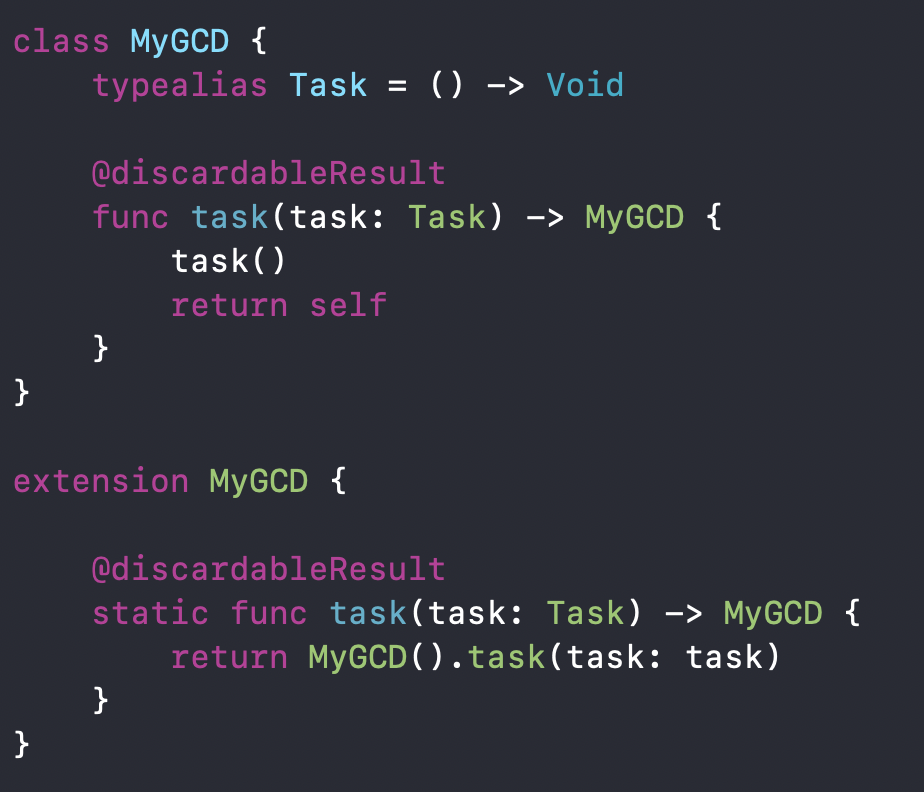 class MyGCD {
    typealias Task = () -> Void
    @discardableResult
    func task(task: Task) -> MyGCD {
        task()
        return self
    }
}
extension MyGCD {
    @discardableResult
    static func task(task: Task) -> MyGCD {
        return MyGCD().task(task: task)
    }
}